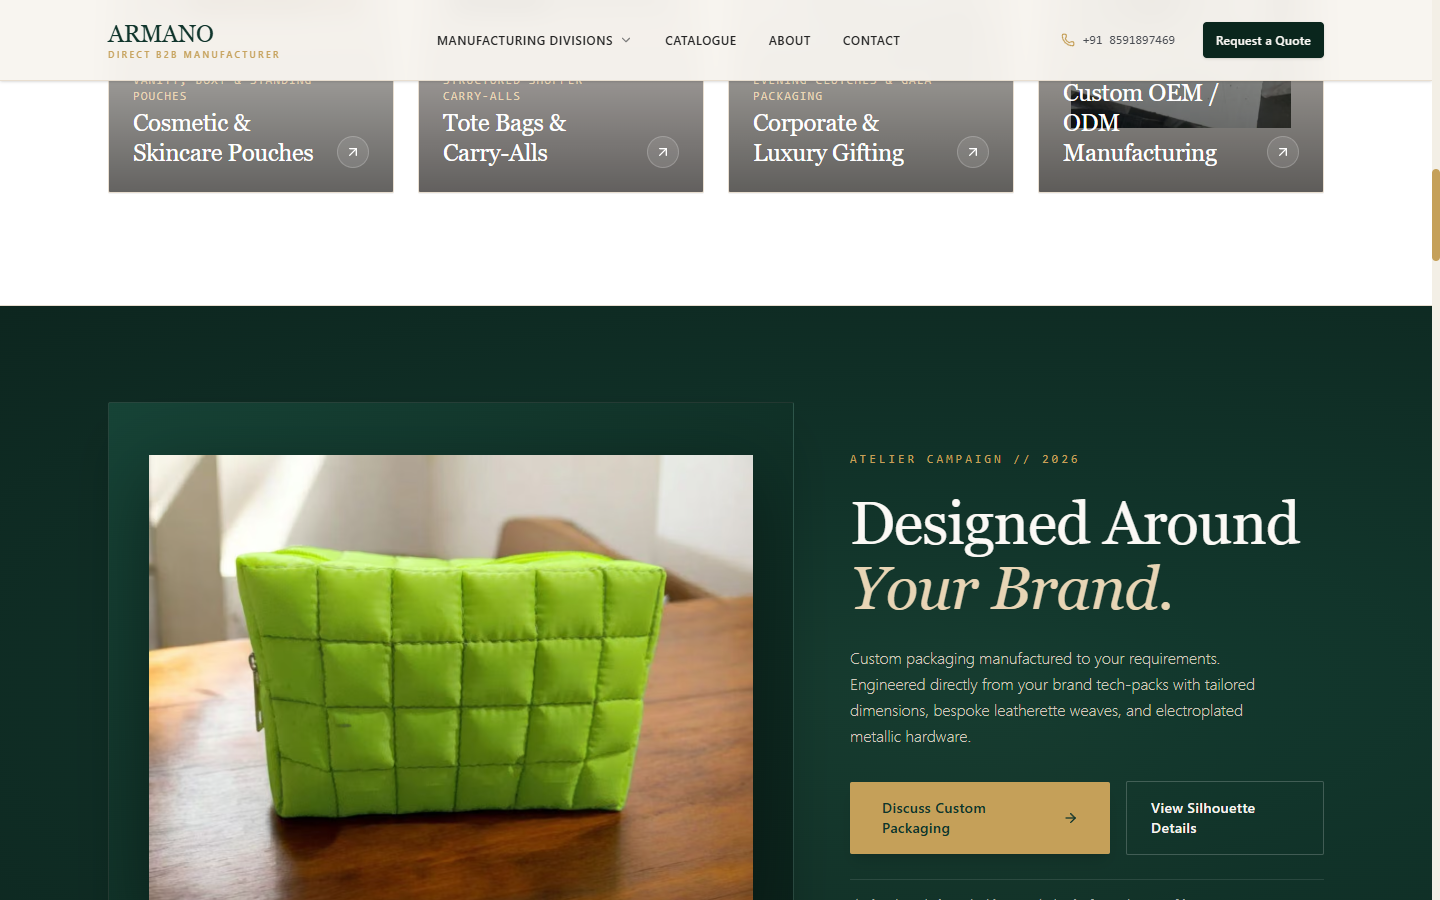 ARMANO
DIRECT B2B MANUFACTURER
MANUFACTURING DIVISIONS
CATALOGUE
ABOUT
CONTACT
+91 8591897469
Request a Quote
POUCHES
Cosmetic &
Skincare Pouches
CARRY-ALLS
Tote Bags &
Carry-Alls
PACKAGING
Corporate &
Luxury Gifting
Custom OEM /
ODM
Manufacturing
ATELIER CAMPAIGN // 2026
Designed Around
Your Brand.
Custom packaging manufactured to your requirements.
Engineered directly from your brand tech-packs with tailored
dimensions, bespoke leatherette weaves, and electroplated
metallic hardware.
Discuss Custom
Packaging
View Silhouette
Details